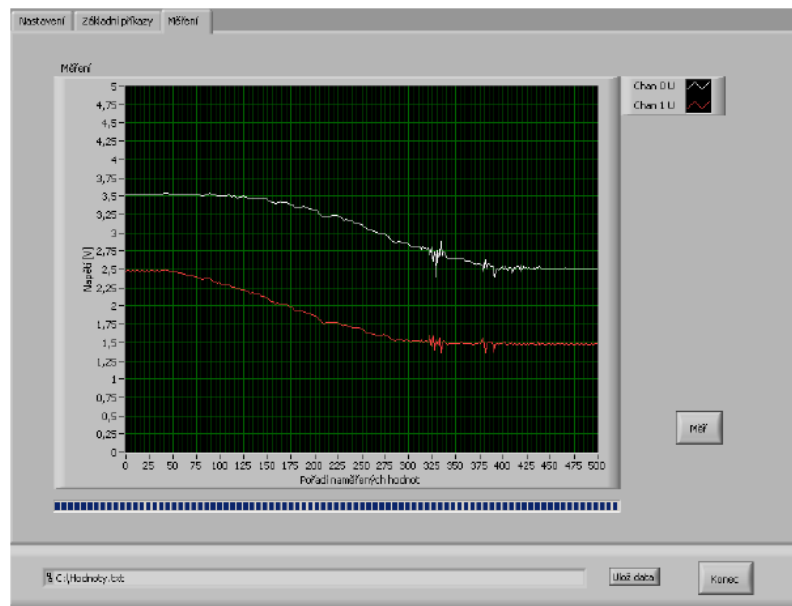 Nastavení Základní příkazy Měření
Měření
Chan 0 U
Chan 1 U
5
4,75
4,5
4,25
4
3,75
3,5
3,25
3
2,75
2,5
2,25
2
1,75
1,5
1,25
1
0,75
0,5
0,25
0
Napětí [V]
0 25 50 75 100 125 150 175 200 225 250 275 300 325 350 375 400 425 450 475 500
Pořadí naměřených hodnot
Měř
C:\Hodnoty.txt
Ulož data
Konec